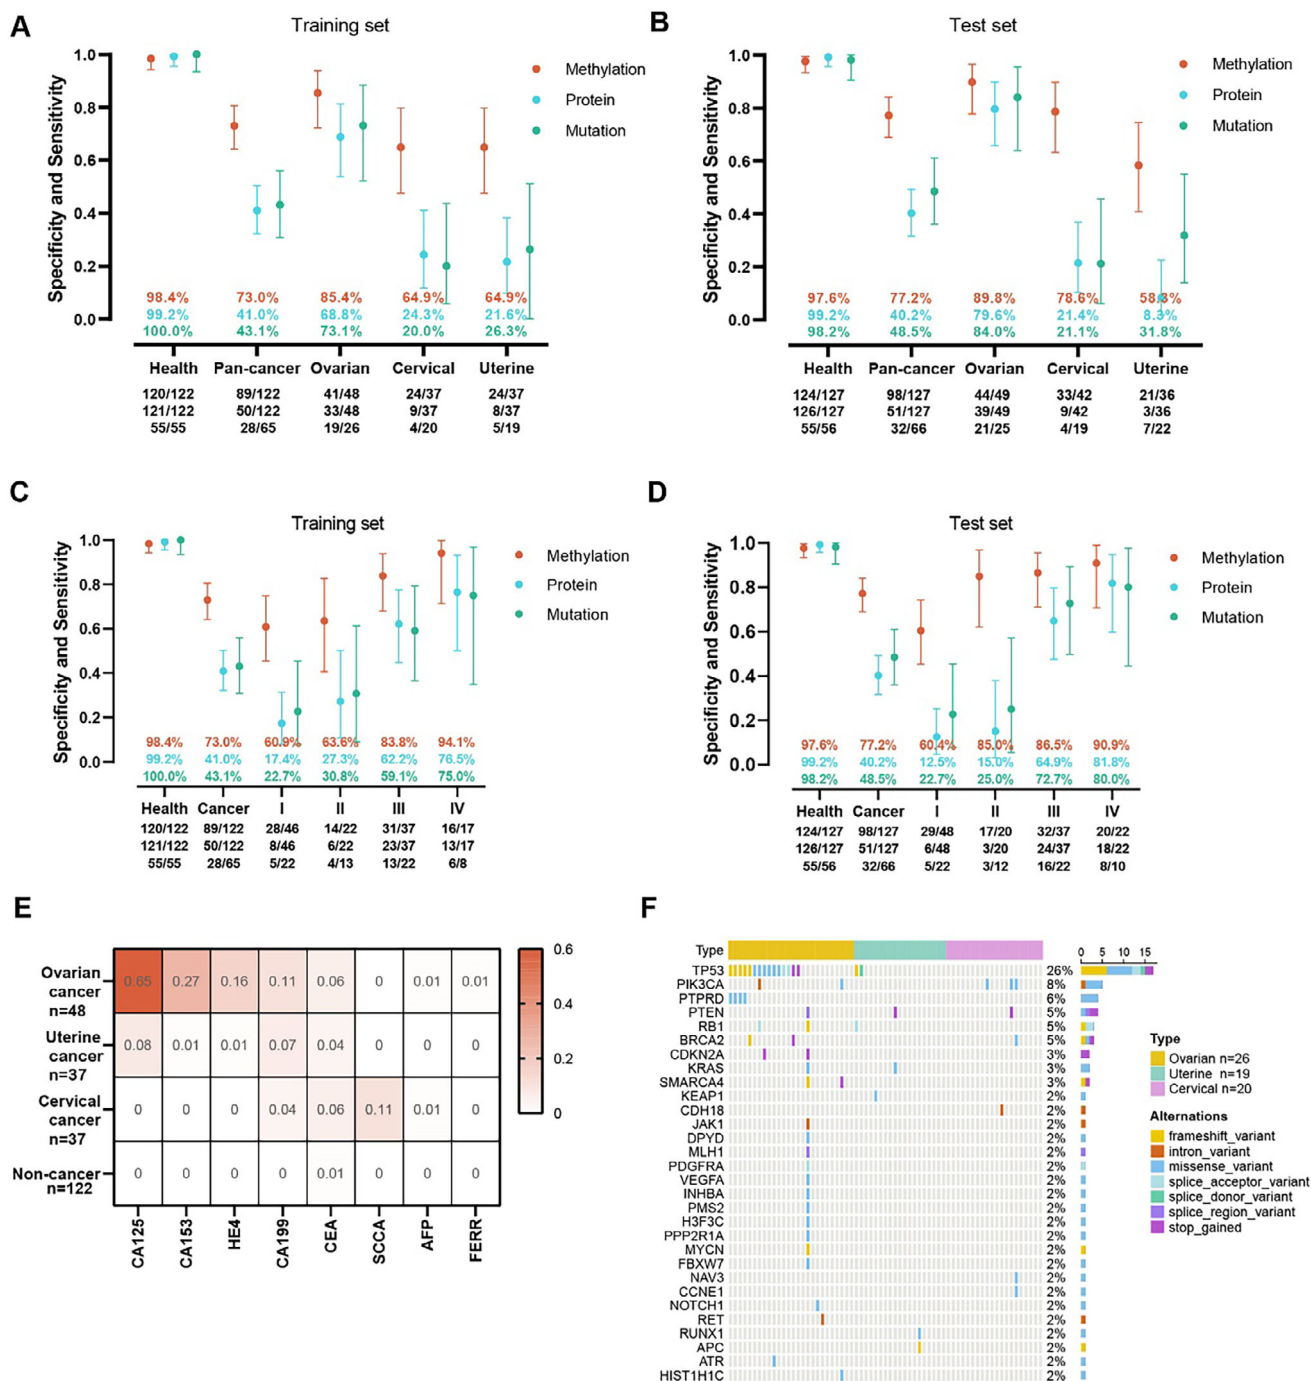 A
Training set
Specificity and Sensitivity
1.0
0.8
0.6
0.4
0.2
0.0
Methylation
Protein
Mutation
98.4% 73.0% 85.4% 64.9% 64.9%
99.2% 41.0% 68.8% 24.3% 21.6%
100.0% 43.1% 73.1% 20.0% 26.3%
Health Pan-cancer Ovarian Cervical Uterine
120/122 89/122 41/48 24/37 24/37
121/122 50/122 33/48 9/37 8/37
55/55 28/65 19/26 4/20 5/19
B
Test set
Specificity and Sensitivity
1.0
0.8
0.6
0.4
0.2
0.0
Methylation
Protein
Mutation
97.6% 77.2% 89.8% 78.6% 58.3%
99.2% 40.2% 79.6% 21.4% 8.3%
98.2% 48.5% 84.0% 21.1% 31.8%
Health Pan-cancer Ovarian Cervical Uterine
124/127 98/127 44/49 33/42 21/36
126/127 51/127 39/49 9/42 3/36
55/56 32/66 21/25 4/19 7/22
C
Training set
Specificity and Sensitivity
1.0
0.8
0.6
0.4
0.2
0.0
Methylation
Protein
Mutation
98.4% 73.0% 60.9% 63.6% 83.8% 94.1%
99.2% 41.0% 17.4% 27.3% 62.2% 76.5%
100.0% 43.1% 22.7% 30.8% 59.1% 75.0%
Health Cancer I II III IV
120/122 89/122 28/46 14/22 31/37 16/17
121/122 50/122 8/46 6/22 23/37 13/17
55/55 28/65 5/22 4/13 13/22 6/8
D
Test set
Specificity and Sensitivity
1.0
0.8
0.6
0.4
0.2
0.0
Methylation
Protein
Mutation
97.6% 77.2% 60.4% 85.0% 86.5% 90.9%
99.2% 40.2% 12.5% 15.0% 64.9% 81.8%
98.2% 48.5% 22.7% 25.0% 72.7% 80.0%
Health Cancer I II III IV
124/127 98/127 29/48 17/20 32/37 20/22
126/127 51/127 6/48 3/20 24/37 18/22
55/56 32/66 5/22 3/12 16/22 8/10
E
Ovarian
cancer
n=48
0.65 0.27 0.16 0.11 0.06 0 0.01 0.01
Uterine
cancer
n=37
0.08 0.01 0.01 0.07 0.04 0 0 0
Cervical
cancer
n=37
0 0 0 0.04 0.06 0.11 0.01 0
Non-cancer
n=122
0 0 0 0 0.01 0 0 0
CA125 CA153 HE4 CA199 CEA SCCA AFP FERR
0.6
0.4
0.2
0
F
Type
0 5 10 15
TP53 26%
PIK3CA 8%
PTPRD 6%
PTEN 5%
RB1 5%
BRCA2 5%
CDKN2A 3%
KRAS 3%
SMARCA4 3%
KEAP1 2%
CDH18 2%
JAK1 2%
DPYD 2%
MLH1 2%
PDGFRA 2%
VEGFA 2%
INHBA 2%
PMS2 2%
H3F3C 2%
PPP2R1A 2%
MYCN 2%
FBXW7 2%
NAV3 2%
CCNE1 2%
NOTCH1 2%
RET 2%
RUNX1 2%
APC 2%
ATR 2%
HIST1H1C 2%
Type
Ovarian n=26
Uterine n=19
Cervical n=20
Alternations
frameshift_variant
intron_variant
missense_variant
splice_acceptor_variant
splice_donor_variant
splice_region_variant
stop_gained